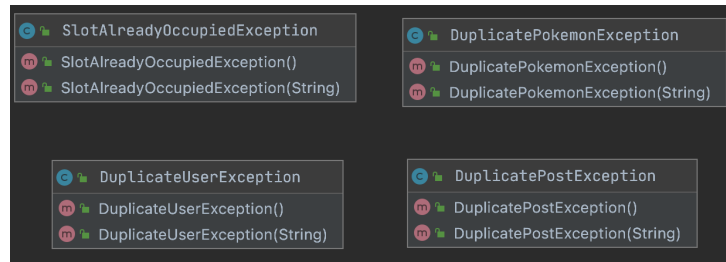 SlotAlreadyOccupiedException
SlotAlreadyOccupiedException()
SlotAlreadyOccupiedException(String)
DuplicatePokemonException
DuplicatePokemonException()
DuplicatePokemonException(String)
DuplicateUserException
DuplicateUserException()
DuplicateUserException(String)
DuplicatePostException
DuplicatePostException()
DuplicatePostException(String)